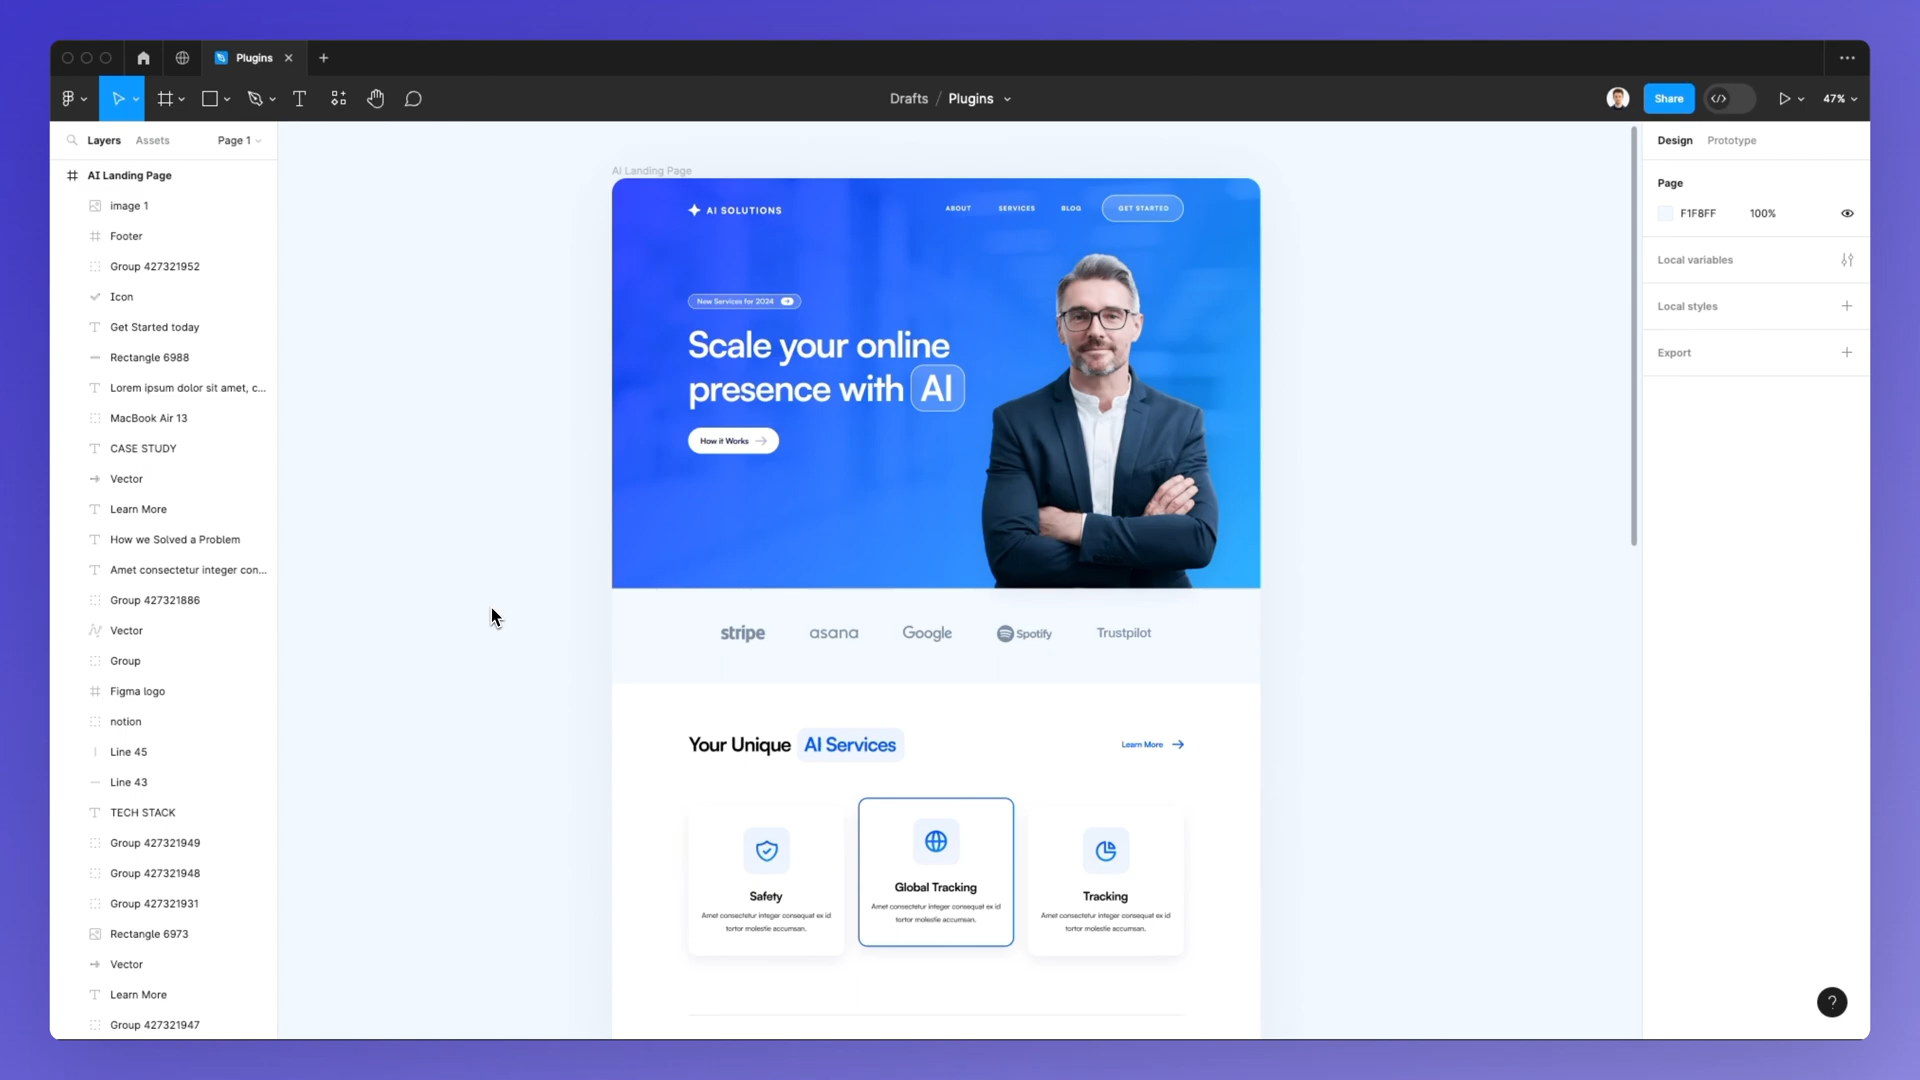 Plugins
Drafts / Plugins
Share
47%
Layers
Assets
Page 1
AI Landing Page
image 1
Footer
Group 427321952
Icon
Get Started today
Rectangle 6988
Lorem ipsum dolor sit amet, c...
MacBook Air 13
CASE STUDY
Vector
Learn More
How we Solved a Problem
Amet consectetur integer con...
Group 427321886
Vector
Group
Figma logo
notion
Line 45
Line 43
TECH STACK
Group 427321949
Group 427321948
Group 427321931
Rectangle 6973
Vector
Learn More
Group 427321947
AI Landing Page
AI SOLUTIONS
ABOUT
SERVICES
BLOG
GET STARTED
New Services for 2024
Scale your online
presence with AI
How it Works
stripe
asana
Google
Spotify
Trustpilot
Your Unique AI Services
Learn More
Safety
Amet consectetur integer consequat ex id
tortor molestie accumsan.
Global Tracking
Amet consectetur integer consequat ex id
tortor molestie accumsan.
Tracking
Amet consectetur integer consequat ex id
tortor molestie accumsan.
Design
Prototype
Page
F1F8FF
100%
Local variables
Local styles
Export
?